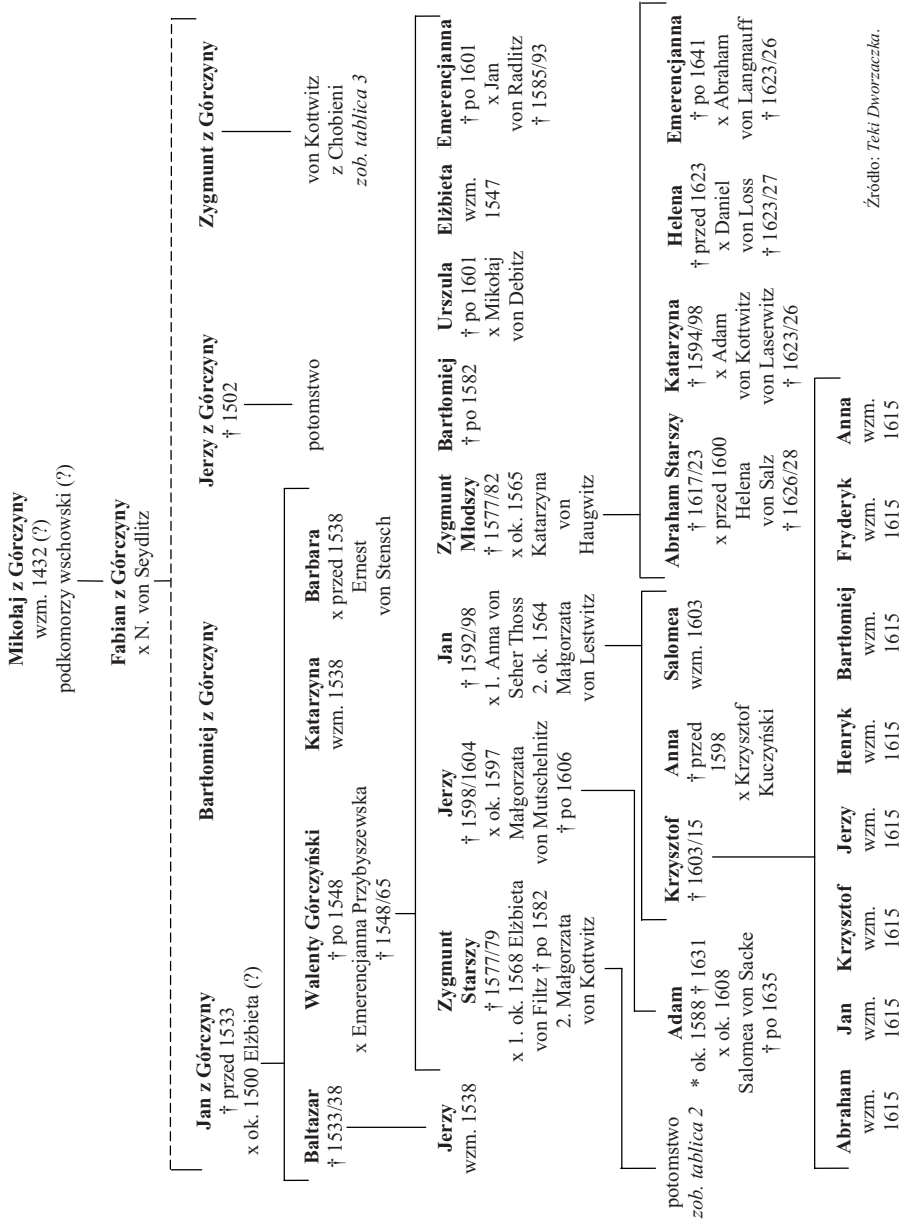 Mikołaj z Górczyny
wzm. 1432 (?)
podkomorzy wschowski (?)
Fabian z Górczyny
x N. von Seydlitz
Jan z Górczyny
† przed 1533
x ok. 1500 Elżbieta (?)
Bartłomiej z Górczyny
Jerzy z Górczyny
† 1502
Zygmunt z Górczyny
Baltazar
† 1533/38
Walenty Górczyński
† po 1548
x Emerencjanna Przybyszewska
† 1548/65
Katarzyna
wzm. 1538
Barbara
x przed 1538
Ernest
von Stensch
potomstwo
von Kottwitz
z Chobieni
zob. tablica 3
Jerzy
wzm. 1538
Zygmunt
Starszy
† 1577/79
x 1. ok. 1568 Elżbieta
von Filtz † po 1582
2. Małgorzata
von Kottwitz
Jerzy
† 1598/1604
x ok. 1597
Małgorzata
von Mutschelnitz
† po 1606
Jan
† 1592/98
x 1. Anna von
Seher Thoss
2. ok. 1564
Małgorzata
von Lestwitz
Zygmunt
Młodszy
† 1577/82
x ok. 1565
Katarzyna
von
Haugwitz
Bartłomiej
† po 1582
Urszula
† po 1601
x Mikołaj
von Debitz
Elżbieta
wzm.
1547
Emerencjanna
† po 1601
x Jan
von Radlitz
† 1585/93
potomstwo
zob. tablica 2
Adam
* ok. 1588 † 1631
x ok. 1608
Salomea von Sacke
† po 1635
Krzysztof
† 1603/15
Anna
† przed
1598
x Krzysztof
Kuczyński
Salomea
wzm. 1603
Abraham Starszy
† 1617/23
x przed 1600
Helena
von Salz
† 1626/28
Katarzyna
† 1594/98
x Adam
von Kottwitz
von Laserwitz
† 1623/26
Helena
† przed 1623
x Daniel
von Loss
† 1623/27
Emerencjanna
† po 1641
x Abraham
von Langnauff
† 1623/26
Abraham
wzm.
1615
Jan
wzm.
1615
Krzysztof
wzm.
1615
Jerzy
wzm.
1615
Henryk
wzm.
1615
Bartłomiej
wzm.
1615
Fryderyk
wzm.
1615
Anna
wzm.
1615
Źródło: Teki Dworzaczka.